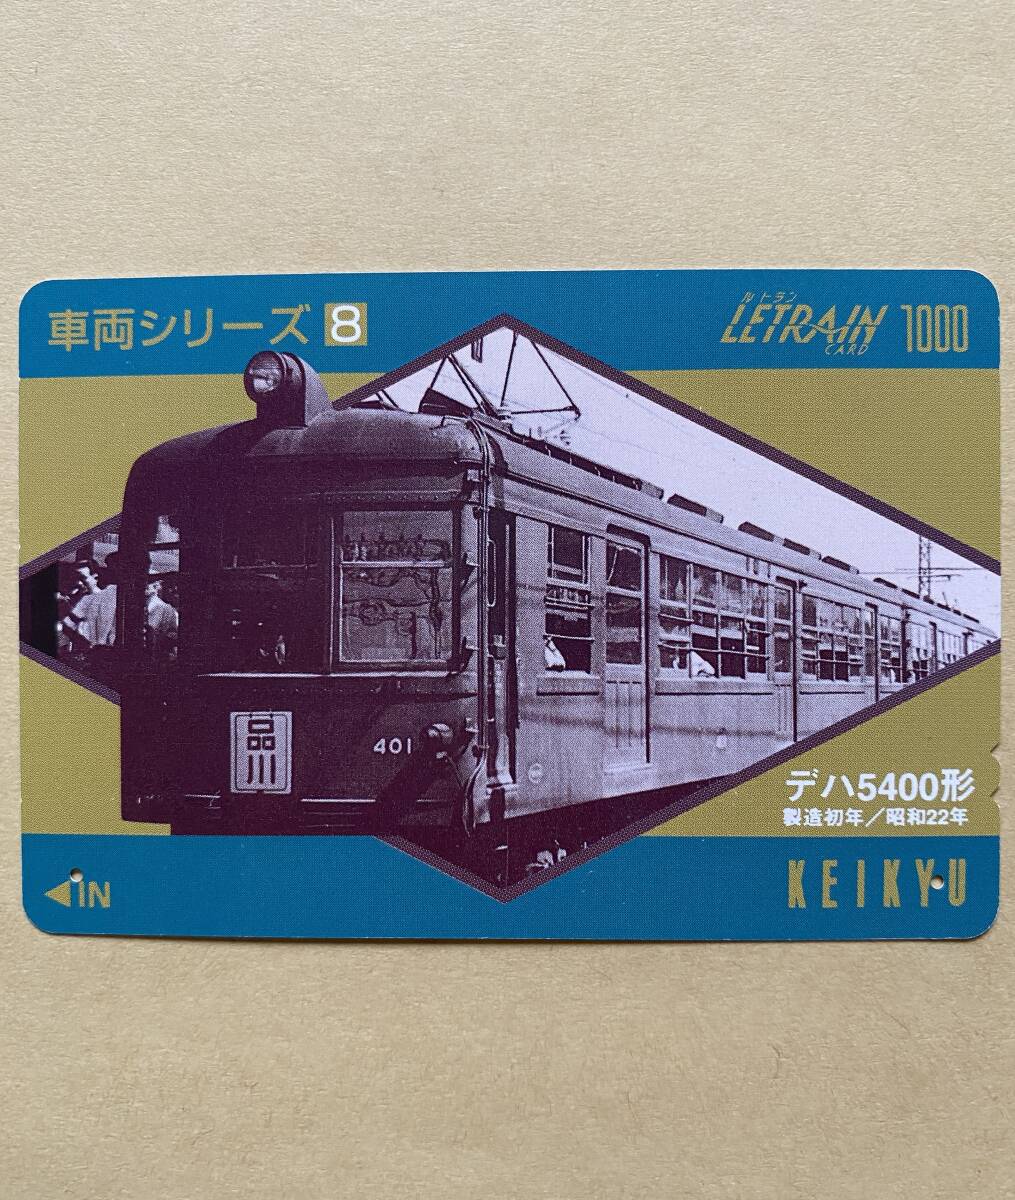 車両シリーズ 8
ル トラン
LETRAIN 1000
CARD
品川
401
デハ5400形
製造初年／昭和22年
◀IN
KEIKYU